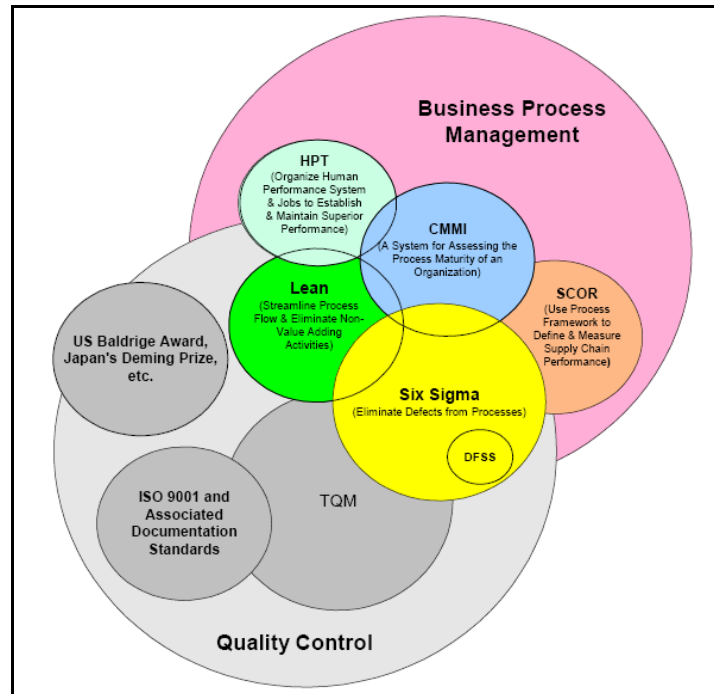 Business Process
Management
HPT
(Organize Human
Performance System
& Jobs to Establish
& Maintain Superior
Performance)
CMMI
(A System for Assessing the
Process Maturity of an
Organization)
Lean
(Streamline Process
Flow & Eliminate Non-
Value Adding
Activities)
SCOR
(Use Process
Framework to
Define & Measure
Supply Chain
Performance)
US Baldrige Award,
Japan's Deming Prize,
etc.
Six Sigma
(Eliminate Defects from Processes)
DFSS
ISO 9001 and
Associated
Documentation
Standards
TQM
Quality Control